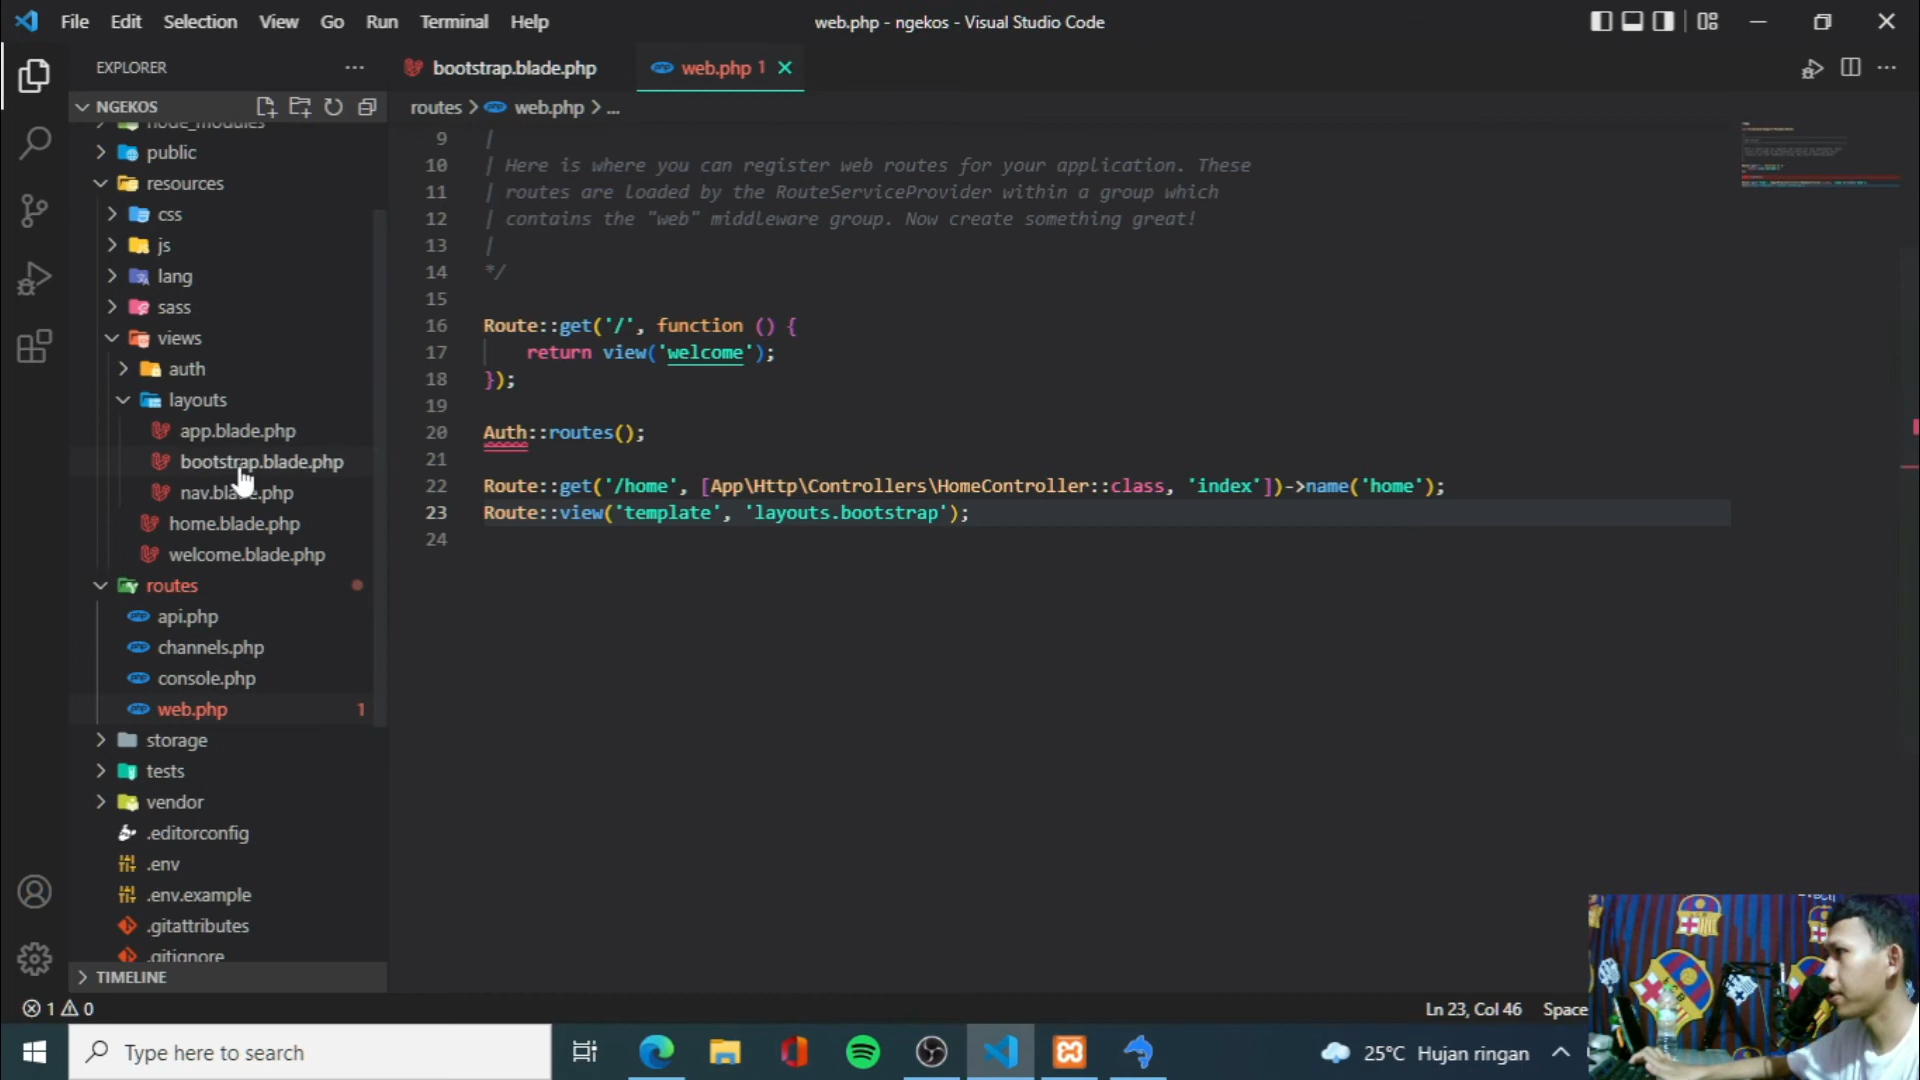 File Edit Selection View Go Run Terminal Help
web.php - ngekos - Visual Studio Code
EXPLORER
bootstrap.blade.php
web.php 1
NGEKOS
routes > web.php > ...
node_modules
public
resources
css
js
lang
sass
views
auth
layouts
app.blade.php
bootstrap.blade.php
nav.blade.php
home.blade.php
welcome.blade.php
routes
api.php
channels.php
console.php
web.php 1
storage
tests
vendor
.editorconfig
.env
.env.example
.gitattributes
.gitignore
TIMELINE
9 |
10 | Here is where you can register web routes for your application. These
11 | routes are loaded by the RouteServiceProvider within a group which
12 | contains the "web" middleware group. Now create something great!
13 |
14 */
15
16 Route::get('/', function () {
17 return view('welcome');
18 });
19
20 Auth::routes();
21
22 Route::get('/home', [App\Http\Controllers\HomeController::class, 'index'])->name('home');
23 Route::view('template', 'layouts.bootstrap');
24
1 0
Ln 23, Col 46 Space
Type here to search
25°C Hujan ringan